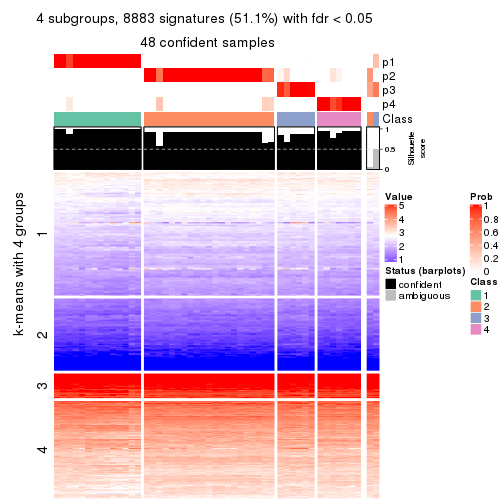 4 subgroups, 8883 signatures (51.1%) with fdr < 0.05
48 confident samples
p1
p2
p3
p4
Class
1
0.5
0
Silhouette
score
k-means with 4 groups
1
2
3
4
Value
5
4
3
2
1
Status (barplots)
confident
ambiguous
Prob
1
0.8
0.6
0.4
0.2
0
Class
1
2
3
4